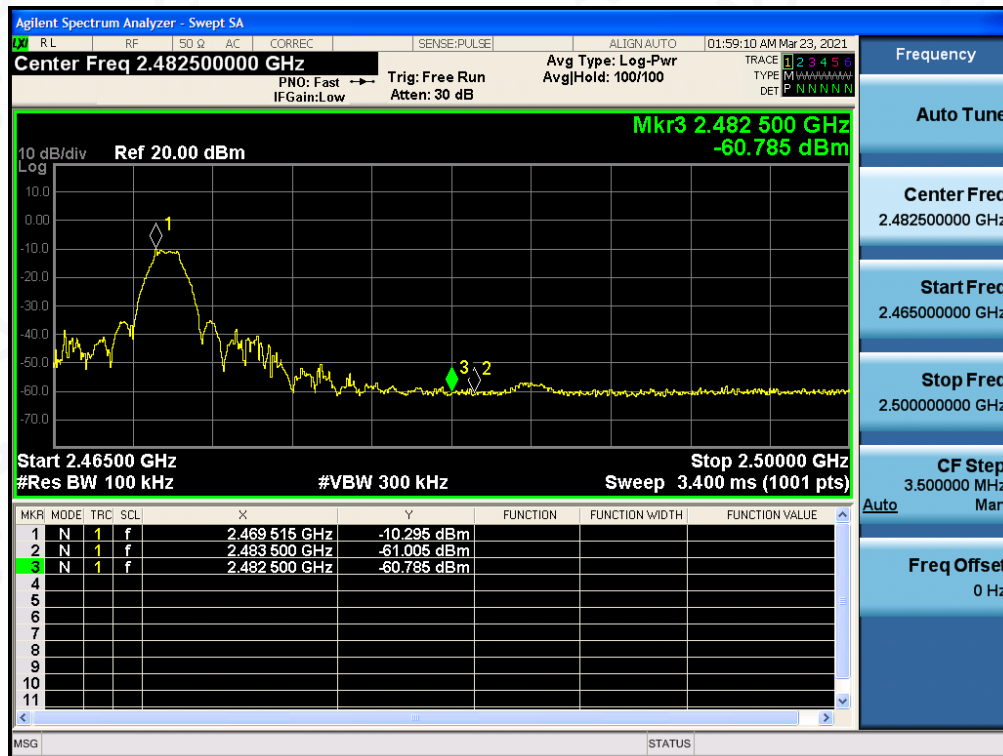 Agilent Spectrum Analyzer - Swept SA
LXI RL RF 50 Ω AC CORREC SENSE:PULSE ALIGN AUTO 01:59:10 AM Mar 23, 2021
Center Freq 2.482500000 GHz
Avg Type: Log-Pwr
TRACE 1 2 3 4 5 6
PNO: Fast
IFGain:Low
Trig: Free Run
Atten: 30 dB
Avg|Hold: 100/100
TYPE M
DET P N N N N N
Mkr3 2.482 500 GHz
-60.785 dBm
10 dB/div Ref 20.00 dBm
Log
10.0
0.00
-10.0
-20.0
-30.0
-40.0
-50.0
-60.0
-70.0
1
3
2
Start 2.46500 GHz Stop 2.50000 GHz
#Res BW 100 kHz #VBW 300 kHz Sweep 3.400 ms (1001 pts)
MKR MODE TRC SCL X Y FUNCTION FUNCTION WIDTH FUNCTION VALUE
1 N 1 f 2.469 515 GHz -10.295 dBm
2 N 1 f 2.483 500 GHz -61.005 dBm
3 N 1 f 2.482 500 GHz -60.785 dBm
4
5
6
7
8
9
10
11
MSG STATUS
Frequency
Auto Tune
Center Freq
2.482500000 GHz
Start Freq
2.465000000 GHz
Stop Freq
2.500000000 GHz
CF Step
3.500000 MHz
Auto Man
Freq Offset
0 Hz